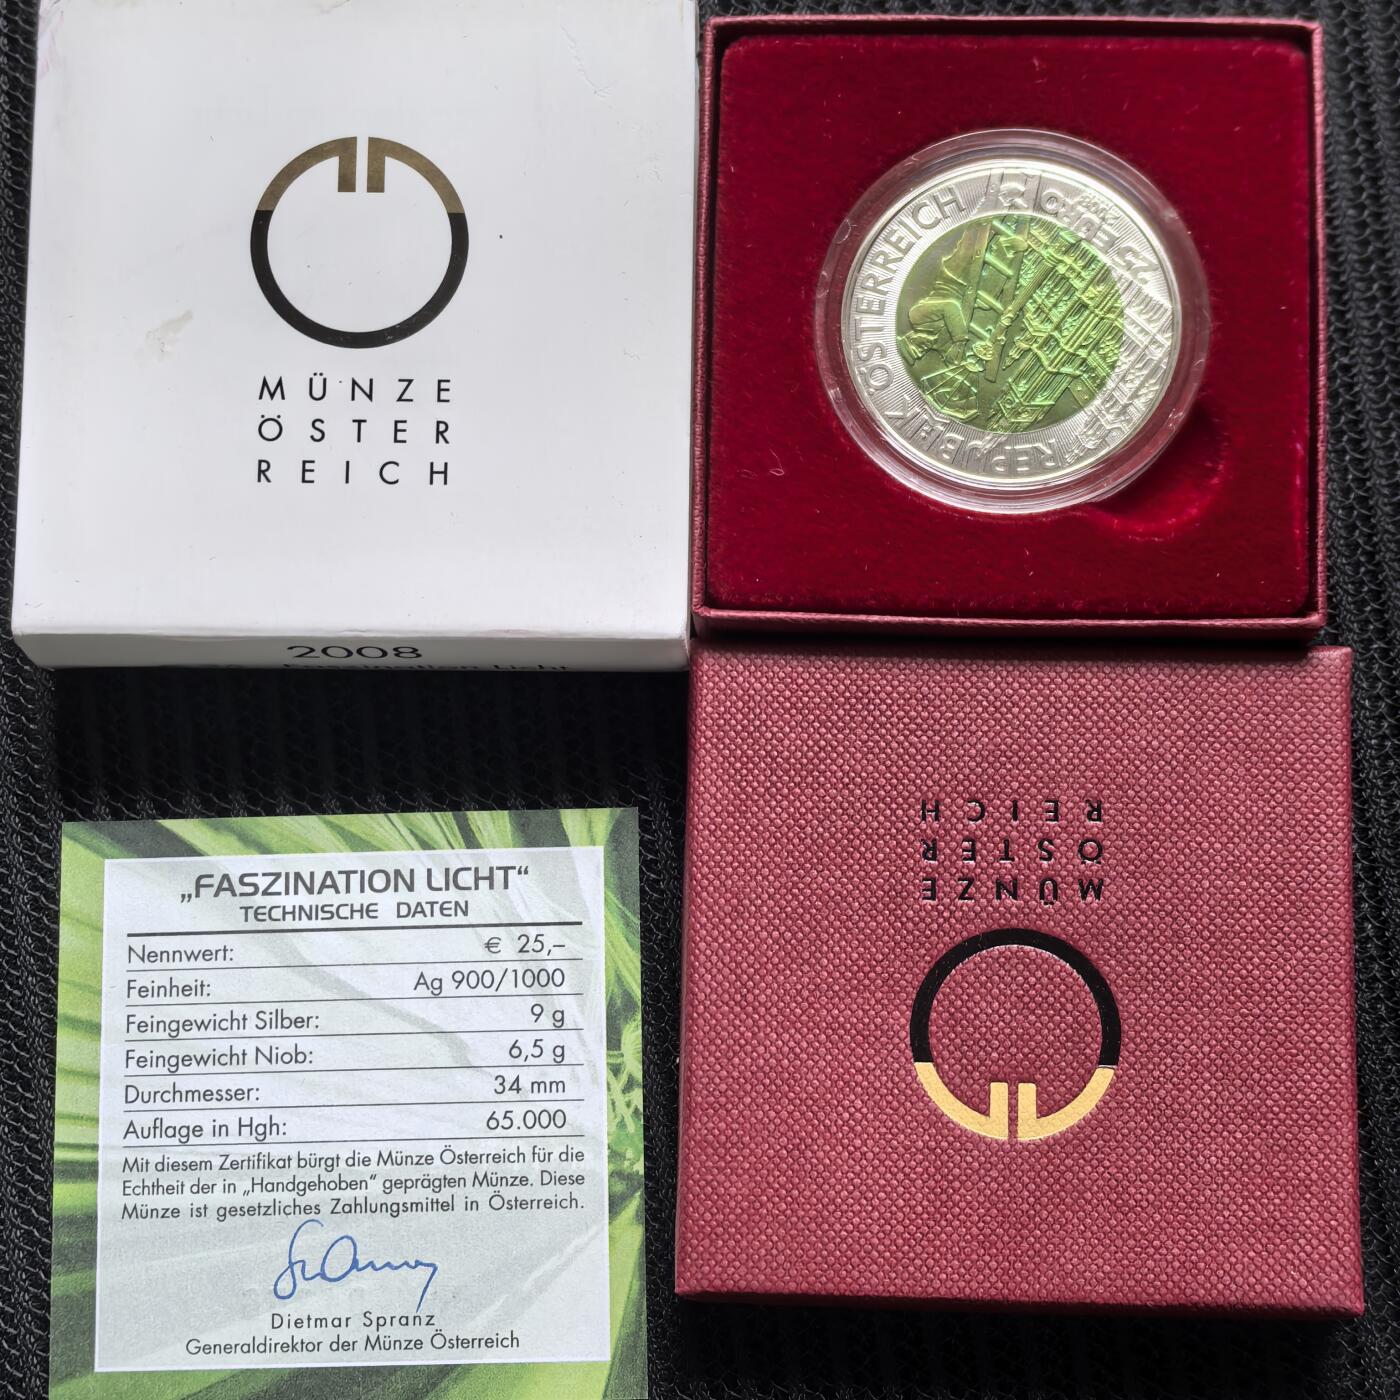 MÜNZE
ÖSTER
REICH
2008
Faszination Licht
REPUBLIK ÖSTERREICH
25 EURO
MÜNZE
ÖSTER
REICH
„FASZINATION LICHT“
TECHNISCHE DATEN
Nennwert: € 25,–
Feinheit: Ag 900/1000
Feingewicht Silber: 9 g
Feingewicht Niob: 6,5 g
Durchmesser: 34 mm
Auflage in Hgh: 65.000
Mit diesem Zertifikat bürgt die Münze Österreich für die
Echtheit der in „Handgehoben“ geprägten Münze. Diese
Münze ist gesetzliches Zahlungsmittel in Österreich.
Dietmar Spranz
Generaldirektor der Münze Österreich